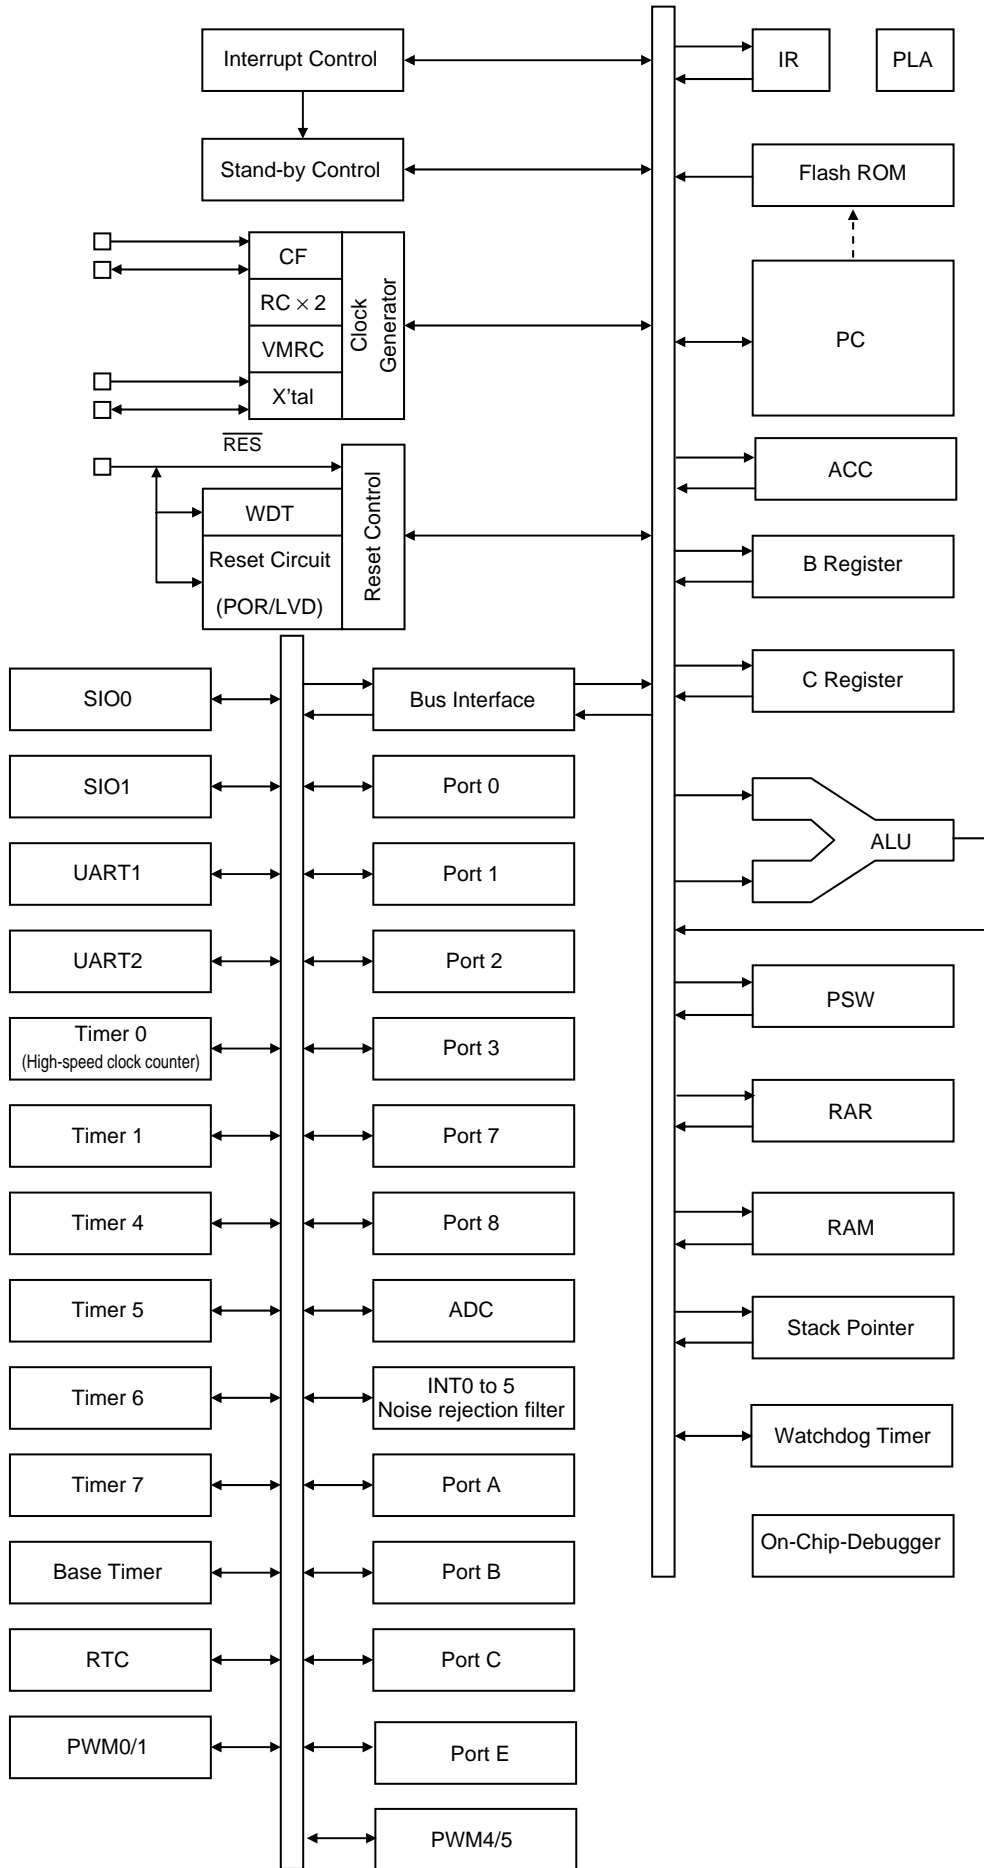 Interrupt Control
IR
PLA
Stand-by Control
Flash ROM
CF
RC × 2
VMRC
X'tal
Clock
Generator
PC
RES
WDT
Reset Circuit
(POR/LVD)
Reset Control
ACC
B Register
C Register
SIO0
Bus Interface
SIO1
Port 0
ALU
UART1
Port 1
UART2
Port 2
PSW
Timer 0
(High-speed clock counter)
Port 3
RAR
Timer 1
Port 7
Timer 4
Port 8
RAM
Timer 5
ADC
Stack Pointer
Timer 6
INT0 to 5
Noise rejection filter
Watchdog Timer
Timer 7
Port A
On-Chip-Debugger
Base Timer
Port B
RTC
Port C
PWM0/1
Port E
PWM4/5